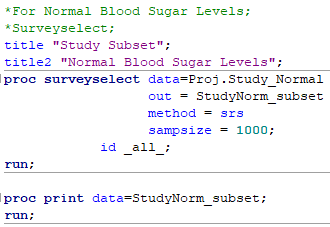 *For Normal Blood Sugar Levels;
*Surveyselect;
title "Study Subset";
title2 "Normal Blood Sugar Levels";
proc surveyselect data=Proj.Study_Normal
out = StudyNorm_subset
method = srs
sampsize = 1000;
id _all_;
run;
proc print data=StudyNorm_subset;
run;